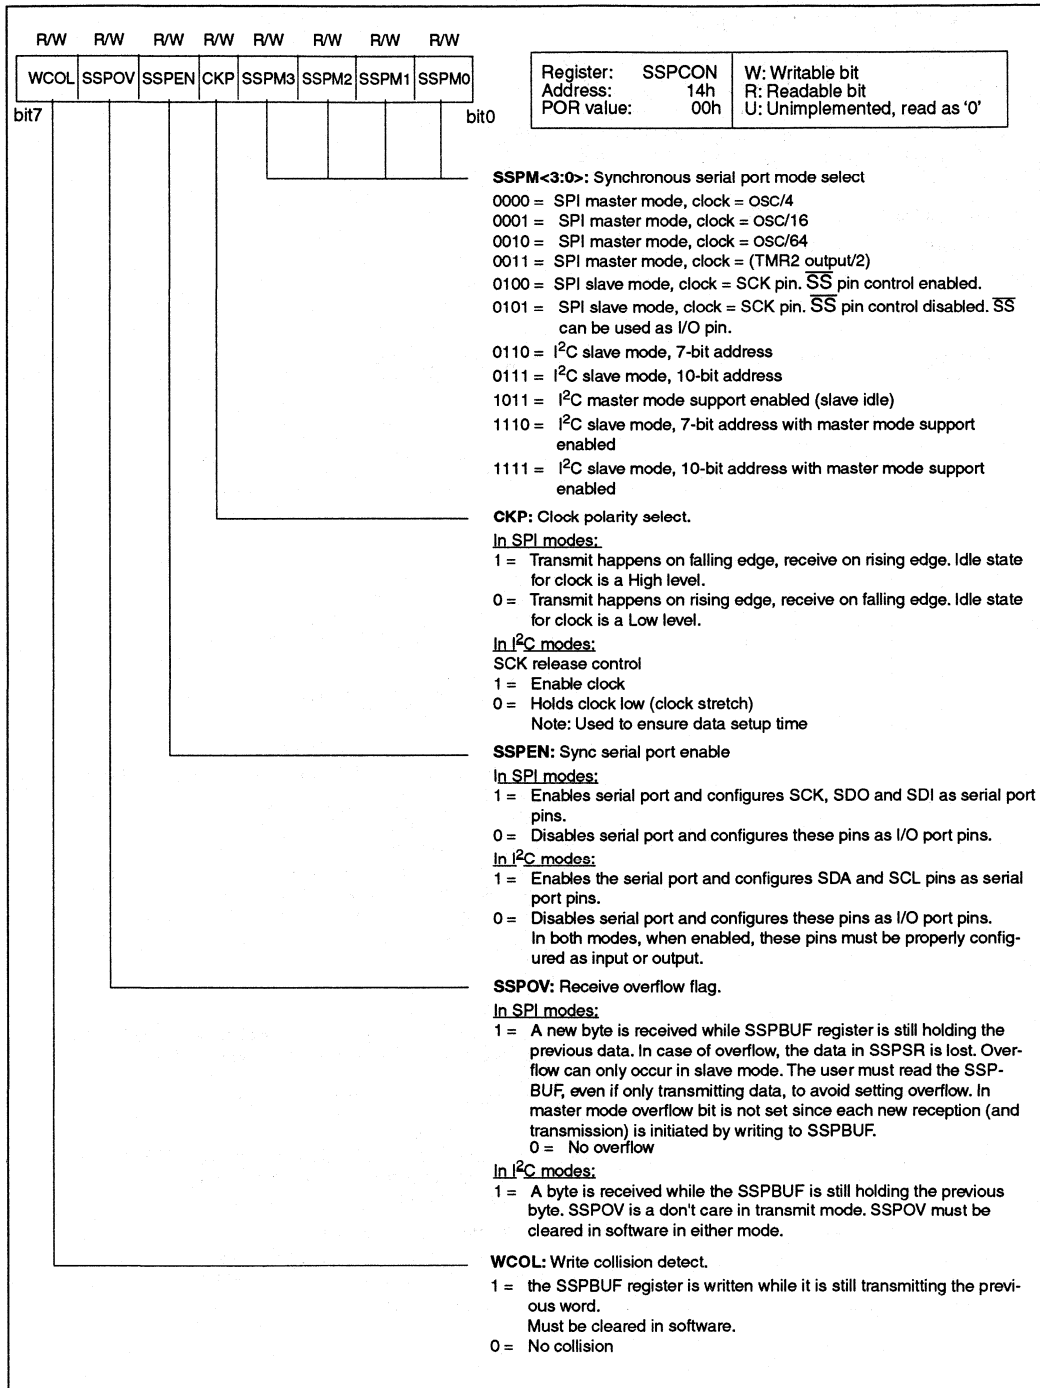 R/W R/W R/W R/W R/W R/W R/W R/W
WCOL SSPOV SSPEN CKP SSPM3 SSPM2 SSPM1 SSPM0
bit7 bit0
Register: SSPCON
Address: 14h
POR value: 00h
W: Writable bit
R: Readable bit
U: Unimplemented, read as '0'
SSPM<3:0>: Synchronous serial port mode select
0000 = SPI master mode, clock = OSC/4
0001 = SPI master mode, clock = OSC/16
0010 = SPI master mode, clock = OSC/64
0011 = SPI master mode, clock = (TMR2 output/2)
0100 = SPI slave mode, clock = SCK pin. S̅S̅ pin control enabled.
0101 = SPI slave mode, clock = SCK pin. S̅S̅ pin control disabled. S̅S̅
can be used as I/O pin.
0110 = I²C slave mode, 7-bit address
0111 = I²C slave mode, 10-bit address
1011 = I²C master mode support enabled (slave idle)
1110 = I²C slave mode, 7-bit address with master mode support
enabled
1111 = I²C slave mode, 10-bit address with master mode support
enabled
CKP: Clock polarity select.
In SPI modes:
1 = Transmit happens on falling edge, receive on rising edge. Idle state
for clock is a High level.
0 = Transmit happens on rising edge, receive on falling edge. Idle state
for clock is a Low level.
In I²C modes:
SCK release control
1 = Enable clock
0 = Holds clock low (clock stretch)
Note: Used to ensure data setup time
SSPEN: Sync serial port enable
In SPI modes:
1 = Enables serial port and configures SCK, SDO and SDI as serial port
pins.
0 = Disables serial port and configures these pins as I/O port pins.
In I²C modes:
1 = Enables the serial port and configures SDA and SCL pins as serial
port pins.
0 = Disables serial port and configures these pins as I/O port pins.
In both modes, when enabled, these pins must be properly config-
ured as input or output.
SSPOV: Receive overflow flag.
In SPI modes:
1 = A new byte is received while SSPBUF register is still holding the
previous data. In case of overflow, the data in SSPSR is lost. Over-
flow can only occur in slave mode. The user must read the SSP-
BUF, even if only transmitting data, to avoid setting overflow. In
master mode overflow bit is not set since each new reception (and
transmission) is initiated by writing to SSPBUF.
0 = No overflow
In I²C modes:
1 = A byte is received while the SSPBUF is still holding the previous
byte. SSPOV is a don't care in transmit mode. SSPOV must be
cleared in software in either mode.
WCOL: Write collision detect.
1 = the SSPBUF register is written while it is still transmitting the previ-
ous word.
Must be cleared in software.
0 = No collision